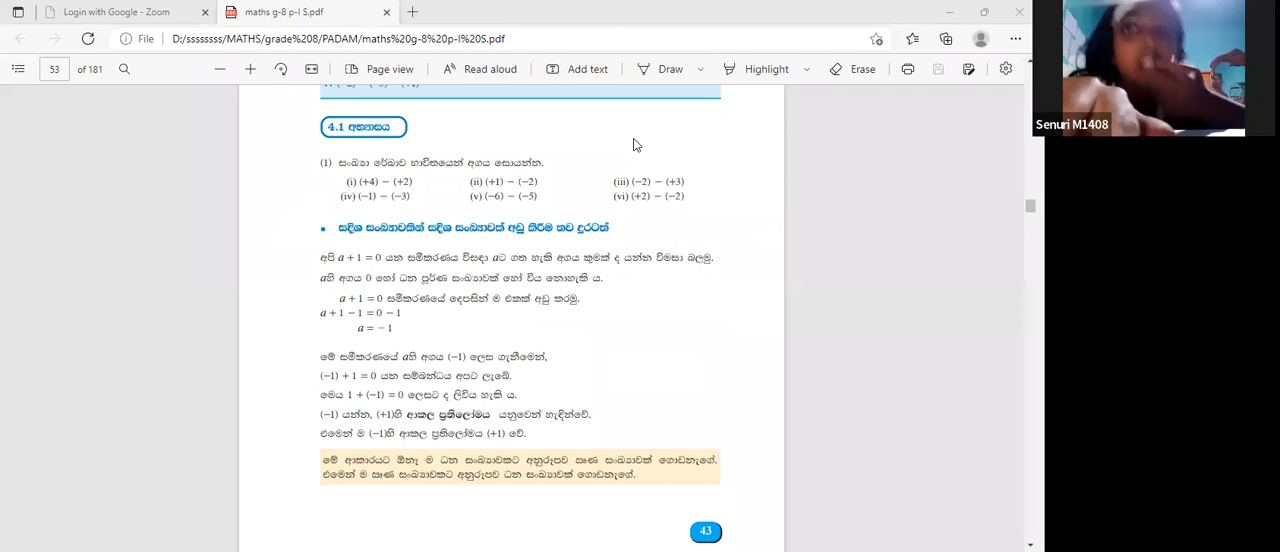 Login with Google - Zoom
maths g-8 p-I S.pdf
File
D:/ssssssss/MATHS/grade%208/PADAM/maths%20g-8%20p-I%20S.pdf
53 of 181
Page view
Read aloud
Add text
Draw
Highlight
Erase
Senuri M1408
4.1 අභ්‍යාසය
(1) සංඛ්‍යා රේඛාව භාවිතයෙන් අගය සොයන්න.
(i) (+4) − (+2) (ii) (+1) − (−2) (iii) (−2) − (+3)
(iv) (−1) − (−3) (v) (−6) − (−5) (vi) (+2) − (−2)
• සදිශ සංඛ්‍යාවකින් සදිශ සංඛ්‍යාවක් අඩු කිරීම තව දුරටත්
අපි a + 1 = 0 යන සමීකරණය විසඳා aට ගත හැකි අගය කුමක් ද යන්න විමසා බලමු.
aහි අගය 0 හෝ ධන පූර්ණ සංඛ්‍යාවක් හෝ විය නොහැකි ය.
a + 1 = 0 සමීකරණයේ දෙපසින් ම එකක් අඩු කරමු.
a + 1 − 1 = 0 − 1
a = − 1
මේ සමීකරණයේ aහි අගය (−1) ලෙස ගැනීමෙන්,
(−1) + 1 = 0 යන සම්බන්ධය අපට ලැබේ.
මෙය 1 + (−1) = 0 ලෙසට ද ලිවිය හැකි ය.
(−1) යන්න, (+1)හි ආකල ප්‍රතිලෝමය යනුවෙන් හැඳින්වේ.
එමෙන් ම (−1)හි ආකල ප්‍රතිලෝමය (+1) වේ.
මේ ආකාරයට ඕනෑ ම ධන සංඛ්‍යාවකට අනුරූපව ඍණ සංඛ්‍යාවක් ගොඩනැගේ.
එමෙන් ම ඍණ සංඛ්‍යාවකට අනුරූපව ධන සංඛ්‍යාවක් ගොඩනැගේ.
43